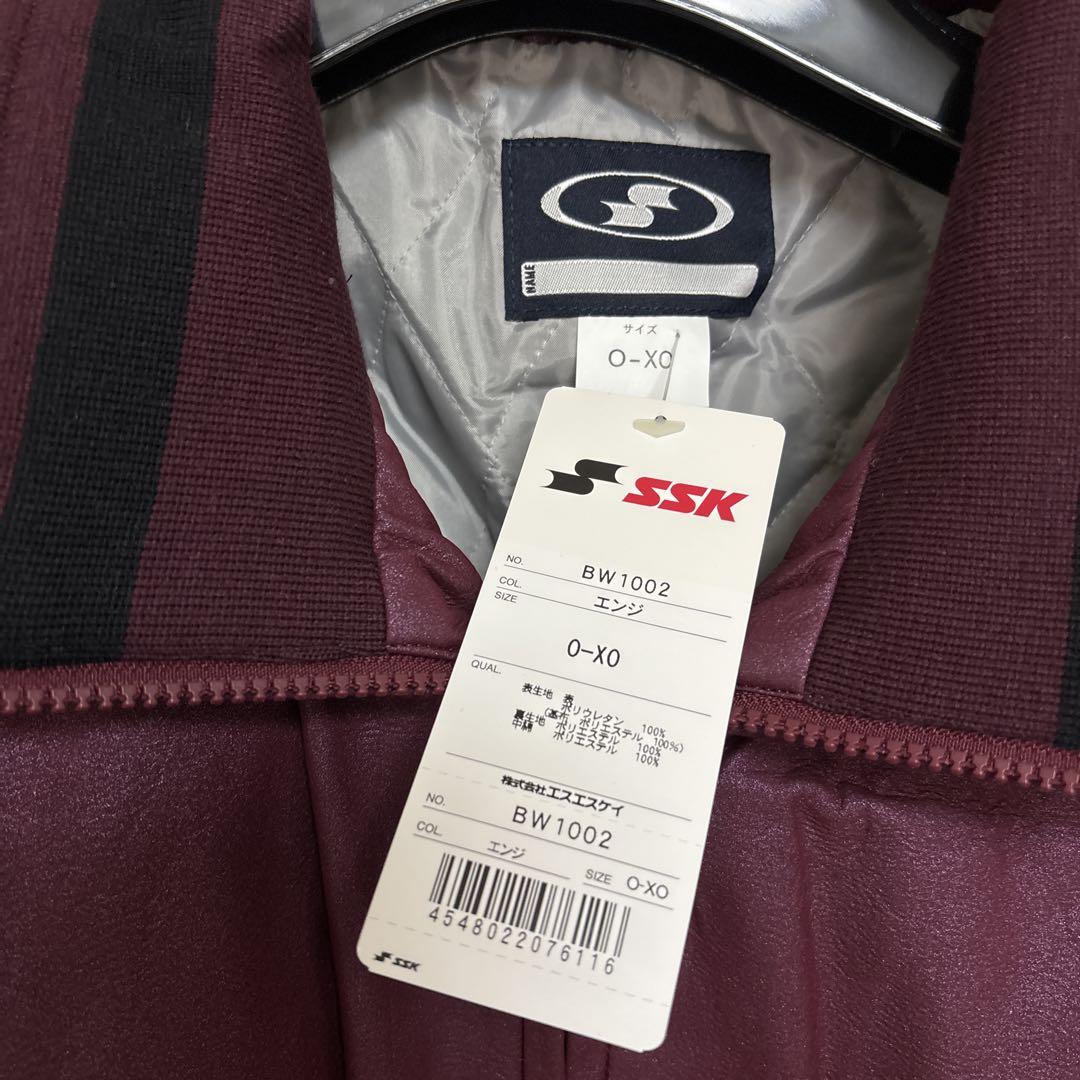 NAME
サイズ
O-XO
SSK
NO. BW1002
COL. エンジ
SIZE
O-XO
QUAL.
表生地 表
ポリウレタン 100%
(基布 ポリエステル 100%)
裏生地 ポリエステル 100%
中綿 ポリエステル 100%
株式会社エスエスケイ
NO. BW1002
COL. エンジ SIZE O-XO
4548022076116
SSK